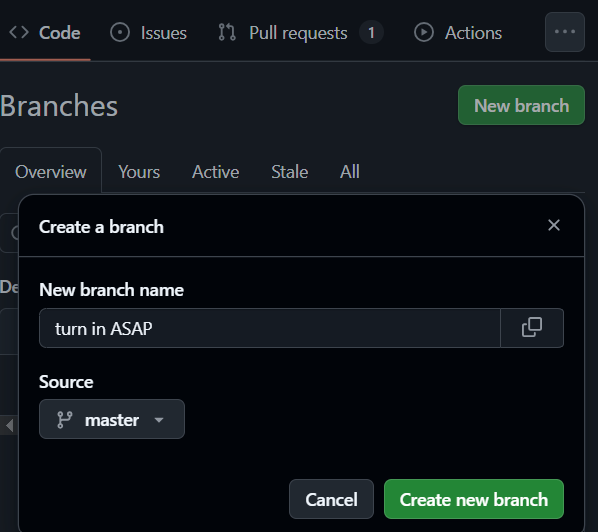 Code Issues Pull requests 1 Actions
Branches New branch
Overview Yours Active Stale All
Create a branch
De
New branch name
turn in ASAP
Source
master
Cancel Create new branch